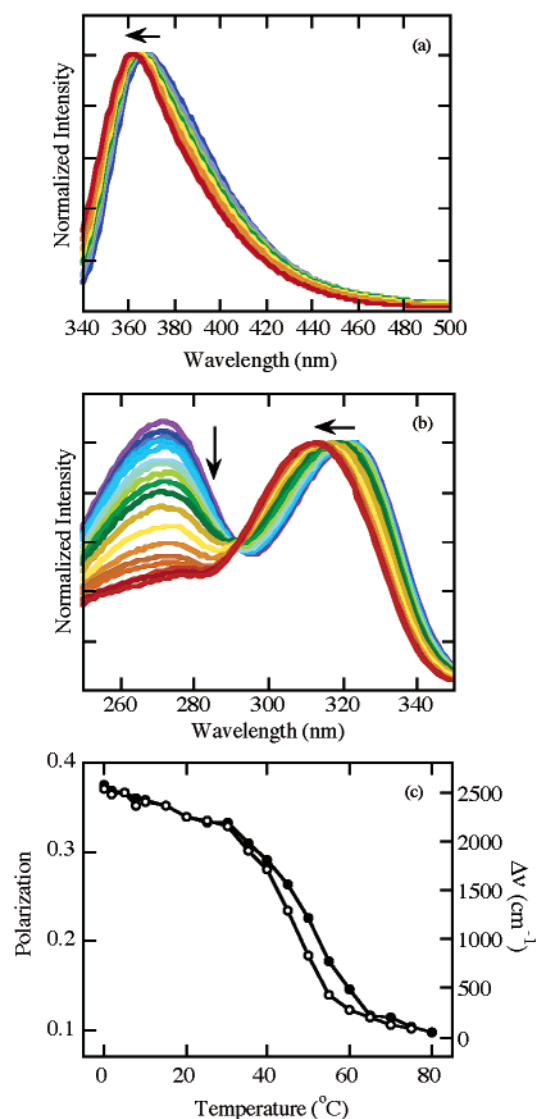 (a)
Normalized Intensity
340 360 380 400 420 440 460 480 500
Wavelength (nm)
(b)
Normalized Intensity
260 280 300 320 340
Wavelength (nm)
(c)
0.4
0.3
0.2
0.1
Polarization
2500
2000
1500
1000
500
0
Δν (cm⁻¹)
0 20 40 60 80
Temperature (°C)